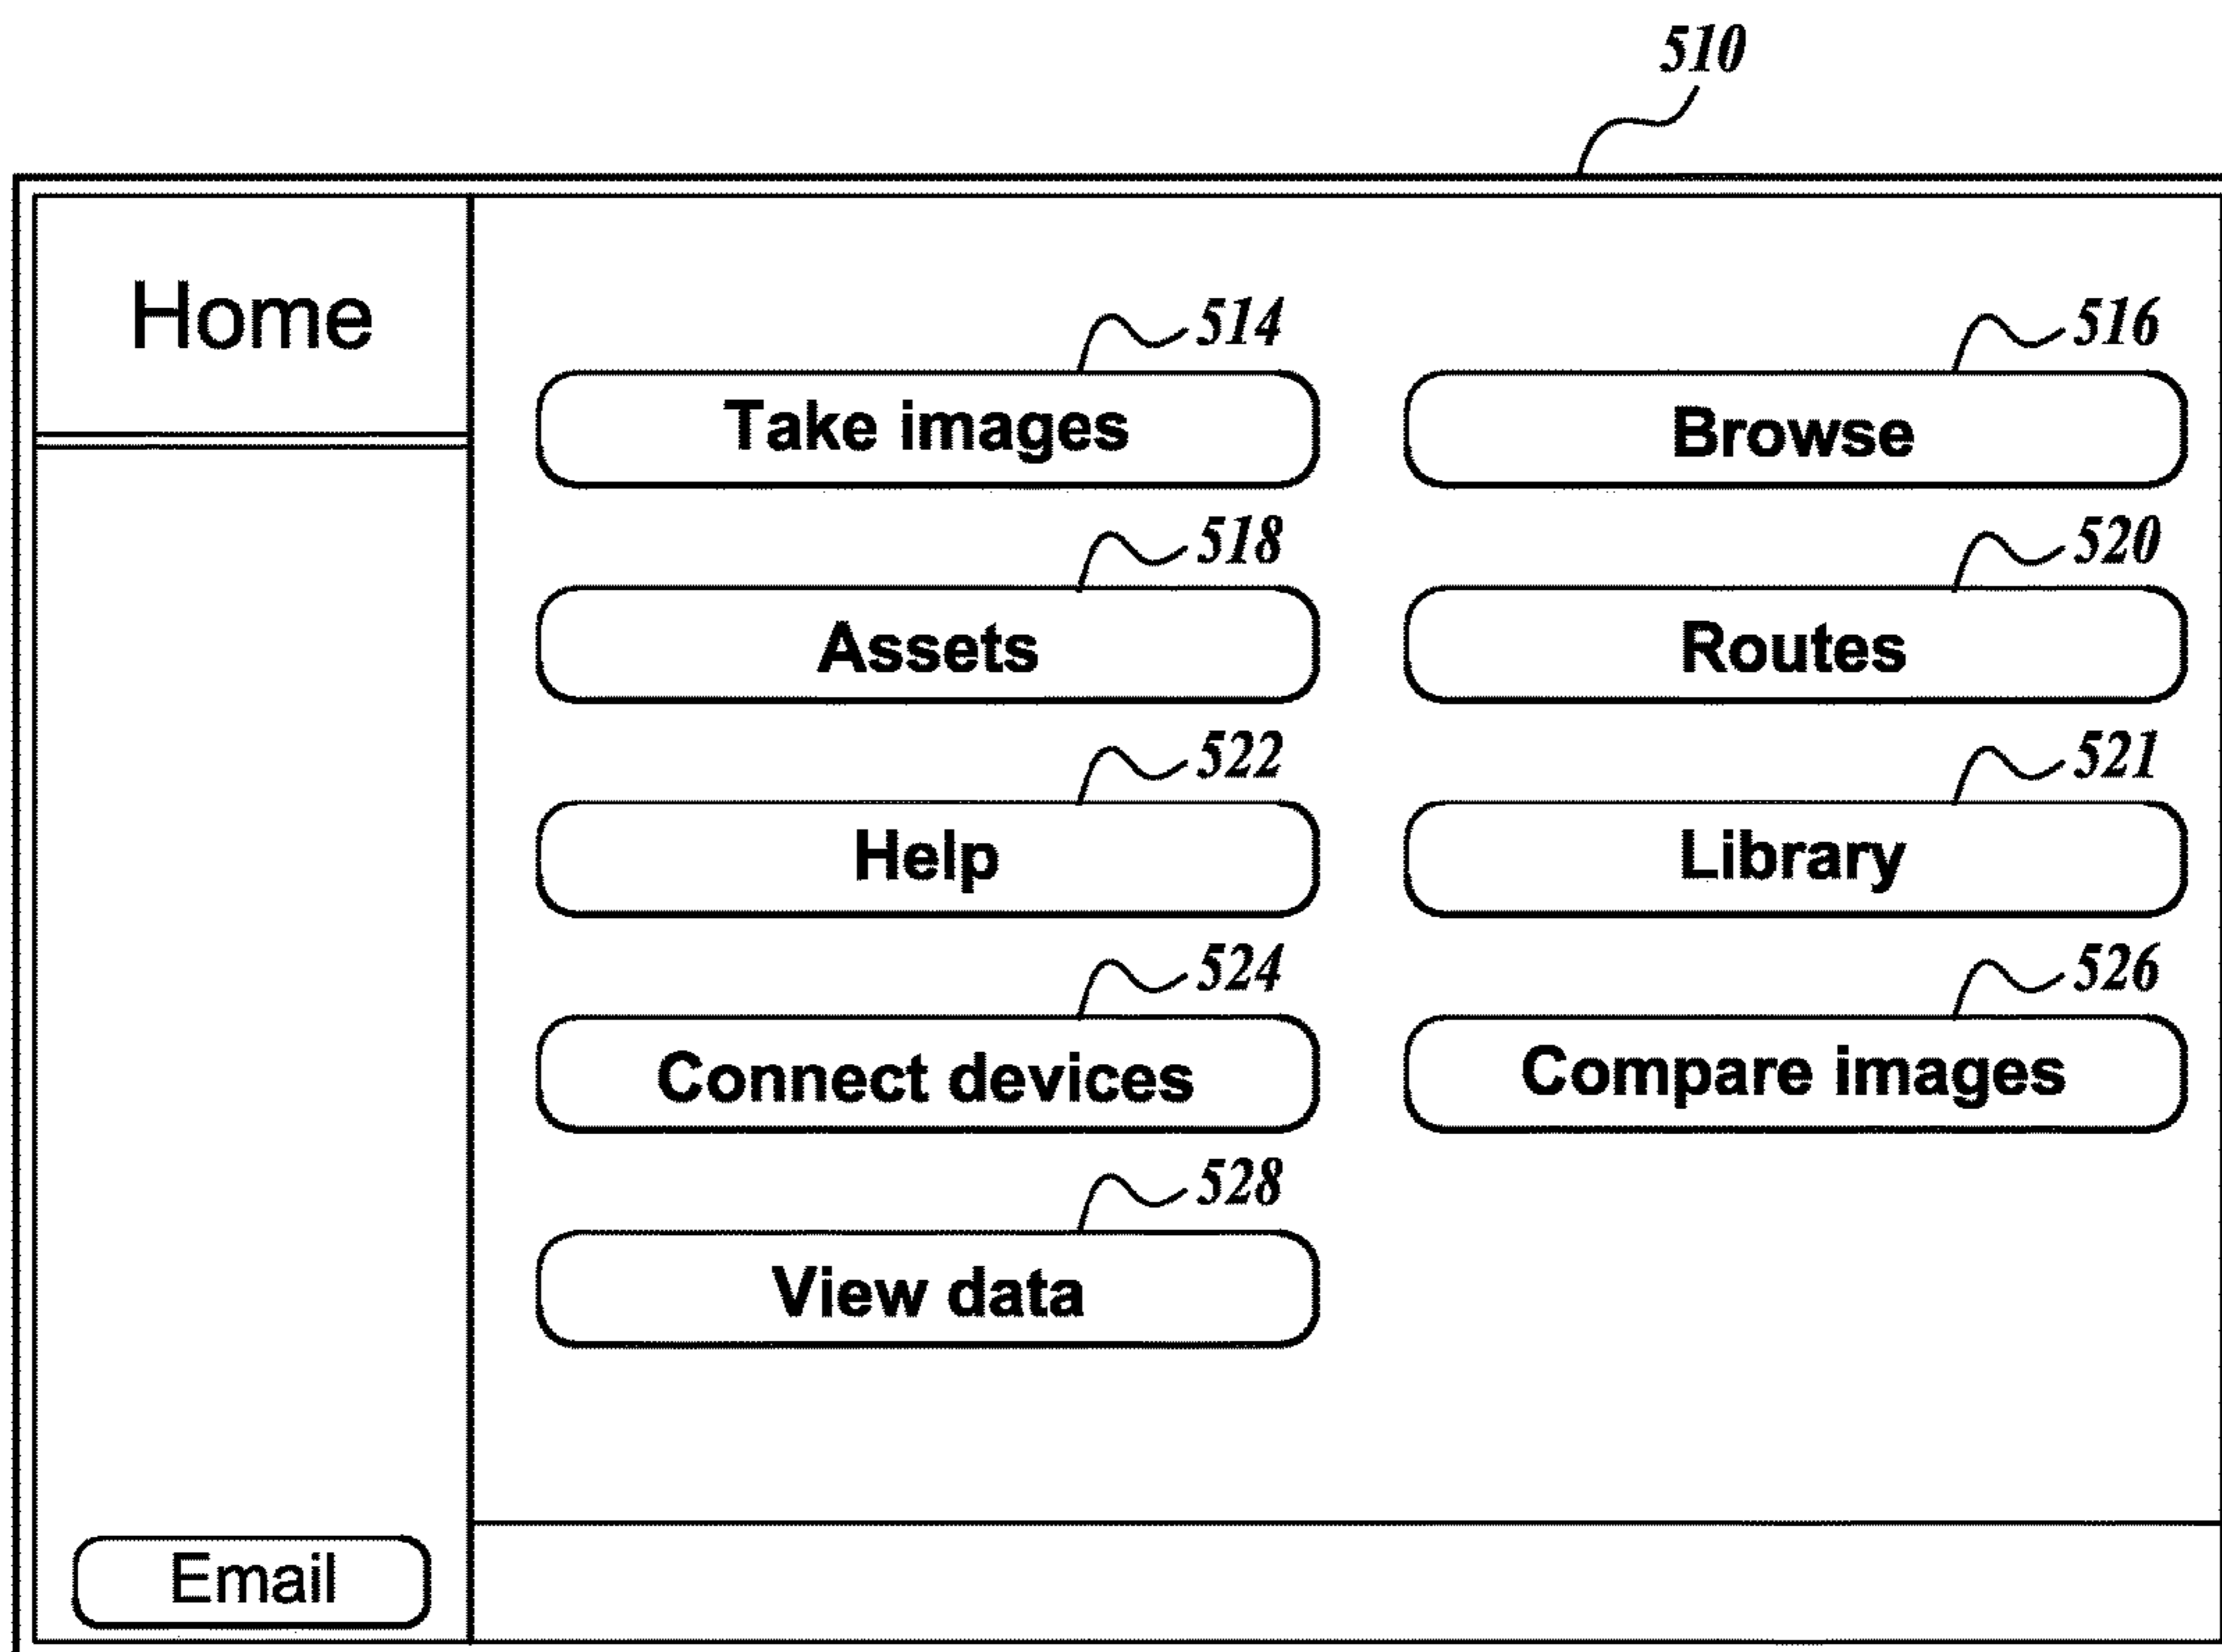 510
Home
514
516
Take images
Browse
518
520
Assets
Routes
522
521
Help
Library
524
526
Connect devices
Compare images
528
View data
Email